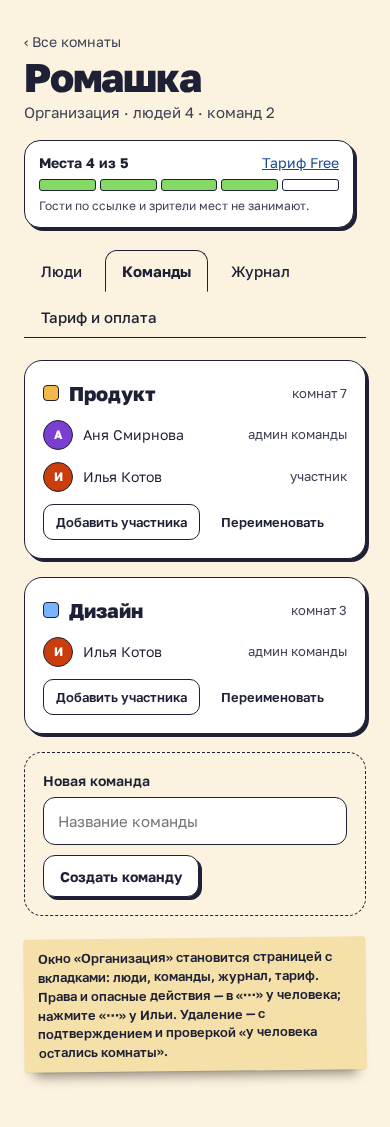 ‹ Все комнаты
Ромашка
Организация · людей 4 · команд 2
Места 4 из 5 Тариф Free
Гости по ссылке и зрители мест не занимают.
Люди Команды Журнал
Тариф и оплата
Продукт комнат 7
А Аня Смирнова админ команды
И Илья Котов участник
Добавить участника Переименовать
Дизайн комнат 3
И Илья Котов админ команды
Добавить участника Переименовать
Новая команда
Название команды
Создать команду
Окно «Организация» становится страницей с
вкладками: люди, команды, журнал, тариф.
Права и опасные действия — в «···» у человека;
нажмите «···» у Ильи. Удаление — с
подтверждением и проверкой «у человека
остались комнаты».